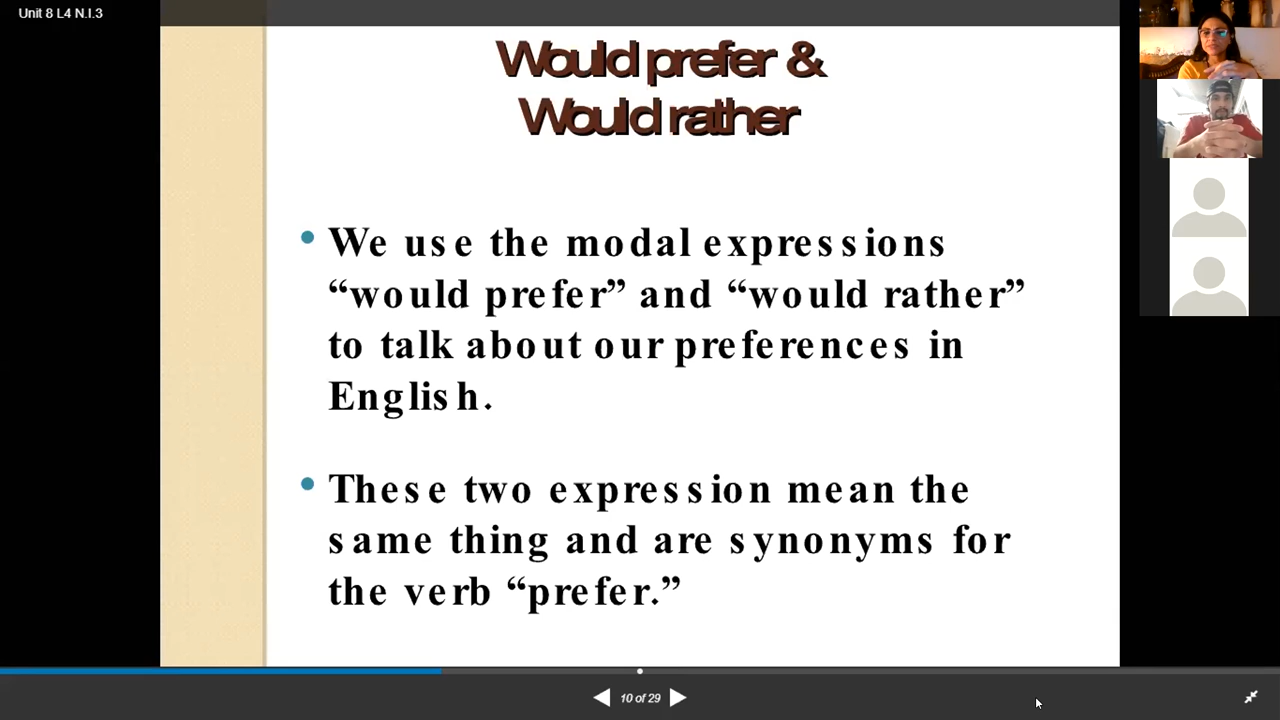 Unit 8 L4 N.I.3
Would prefer &
Would rather
• We use the modal expressions
“would prefer” and “would rather”
to talk about our preferences in
English.
• These two expression mean the
same thing and are synonyms for
the verb “prefer.”
10 of 29